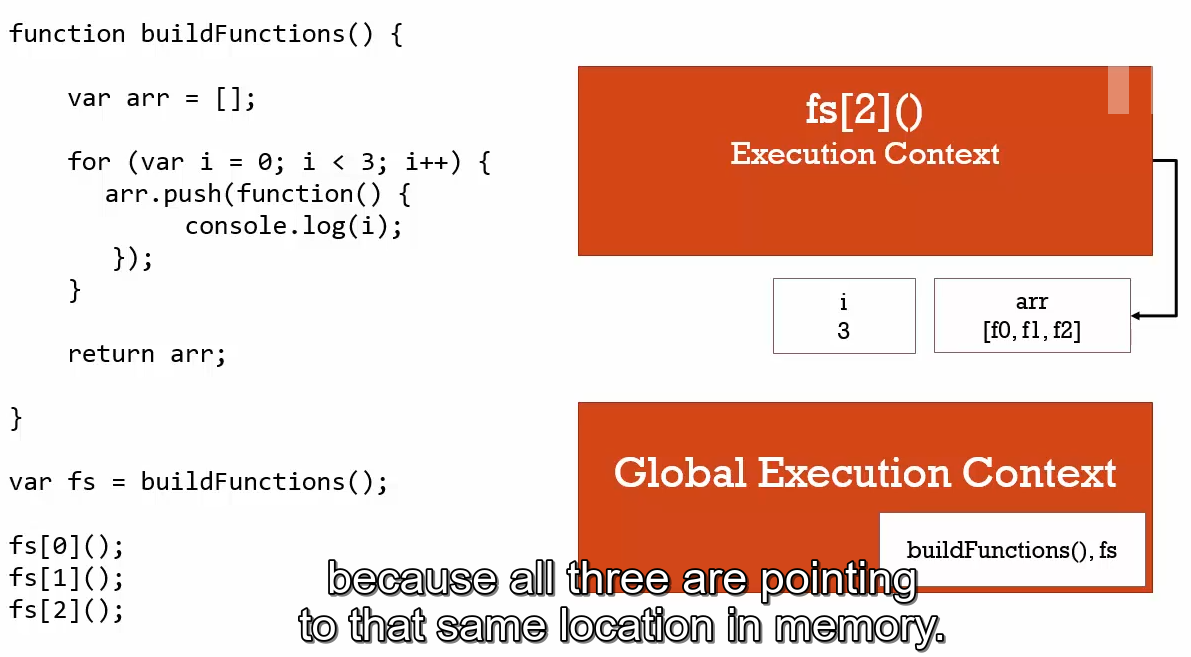 function buildFunctions() {
var arr = [];
for (var i = 0; i < 3; i++) {
arr.push(function() {
console.log(i);
});
}
return arr;
}
var fs = buildFunctions();
fs[0]();
fs[1]();
fs[2]();
fs[2]()
Execution Context
i
3
arr
[f0, f1, f2]
Global Execution Context
buildFunctions(), fs
because all three are pointing
to that same location in memory.